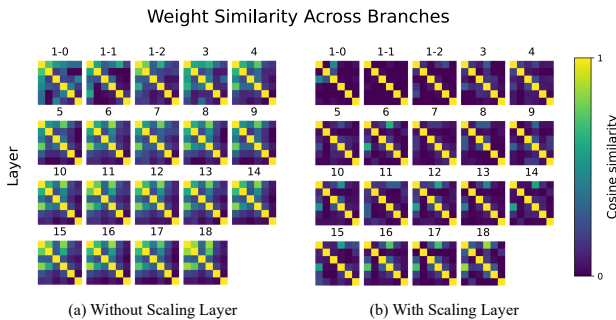 Weight Similarity Across Branches
1-0 1-1 1-2 3 4
5 6 7 8 9
10 11 12 13 14
15 16 17 18
Layer
(a) Without Scaling Layer
1-0 1-1 1-2 3 4
5 6 7 8 9
10 11 12 13 14
15 16 17 18
(b) With Scaling Layer
1
Cosine similarity
0